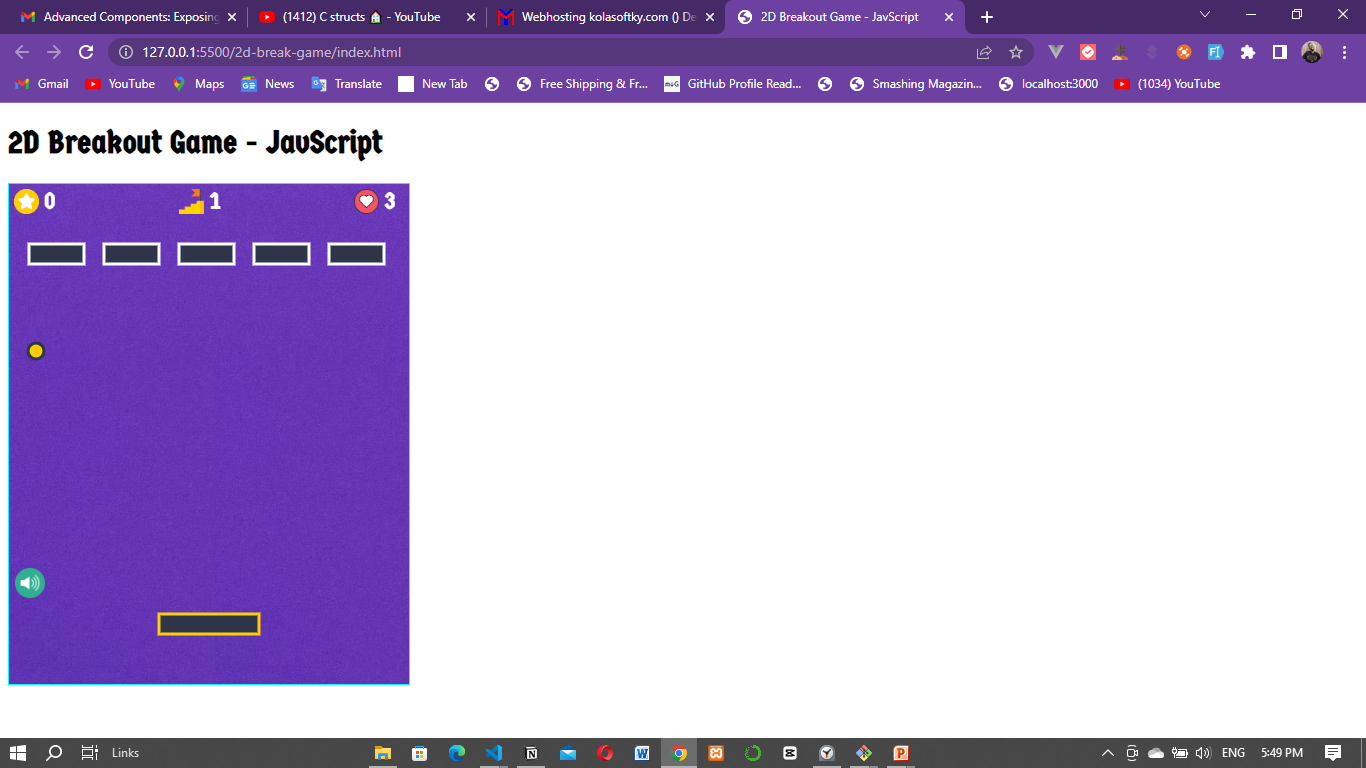 Advanced Components: Exposing
(1412) C structs 🏠 - YouTube
Webhosting kolasoftky.com () De
2D Breakout Game - JavScript
127.0.0.1:5500/2d-break-game/index.html
Gmail YouTube Maps News Translate New Tab Free Shipping & Fr... GitHub Profile Read... Smashing Magazin... localhost:3000 (1034) YouTube
2D Breakout Game - JavScript
0 1 3
Links
ENG 5:49 PM